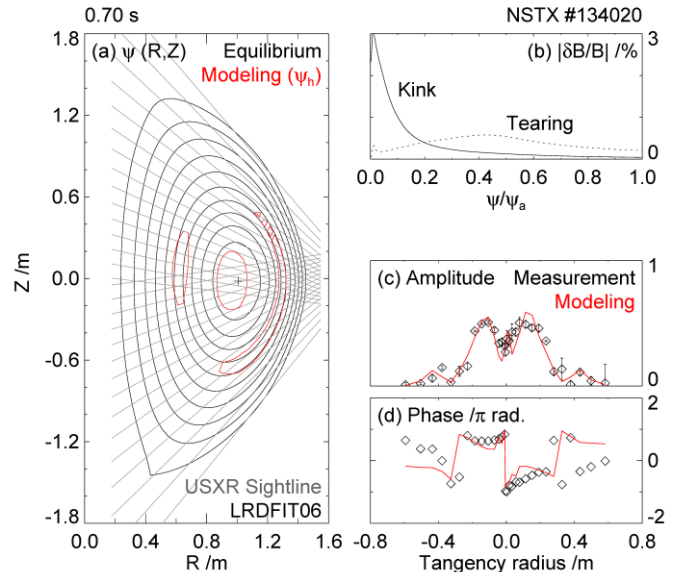 0.70 s
NSTX #134020
(a) ψ (R,Z) Equilibrium
Modeling (ψh)
1.8
1.2
0.6
0.0
-0.6
-1.2
-1.8
Z /m
USXR Sightline
LRDFIT06
0.0 0.4 0.8 1.2 1.6
R /m
(b) |δB/B| /%
Kink
Tearing
3
0
0.0 0.2 0.4 0.6 0.8 1.0
ψ/ψa
(c) Amplitude Measurement
Modeling
1
0
(d) Phase /π rad.
2
0
-2
-0.8 -0.4 0.0 0.4 0.8
Tangency radius /m